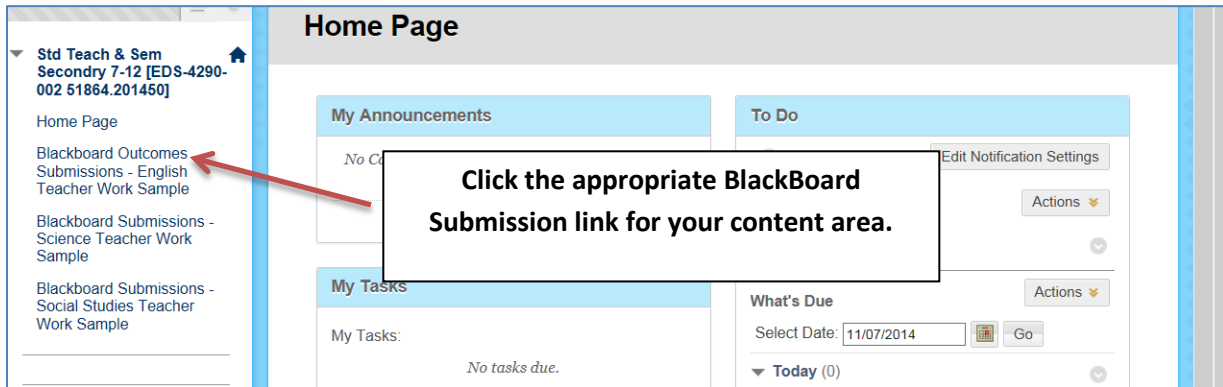 Home Page
Std Teach & Sem
Secondry 7-12 [EDS-4290-
002 51864.201450]
Home Page
Blackboard Outcomes
Submissions - English
Teacher Work Sample
Blackboard Submissions -
Science Teacher Work
Sample
Blackboard Submissions -
Social Studies Teacher
Work Sample
My Announcements
No
Click the appropriate BlackBoard
Submission link for your content area.
My Tasks
My Tasks:
No tasks due.
To Do
Edit Notification Settings
Actions
What's Due
Actions
Select Date: 11/07/2014 Go
Today (0)